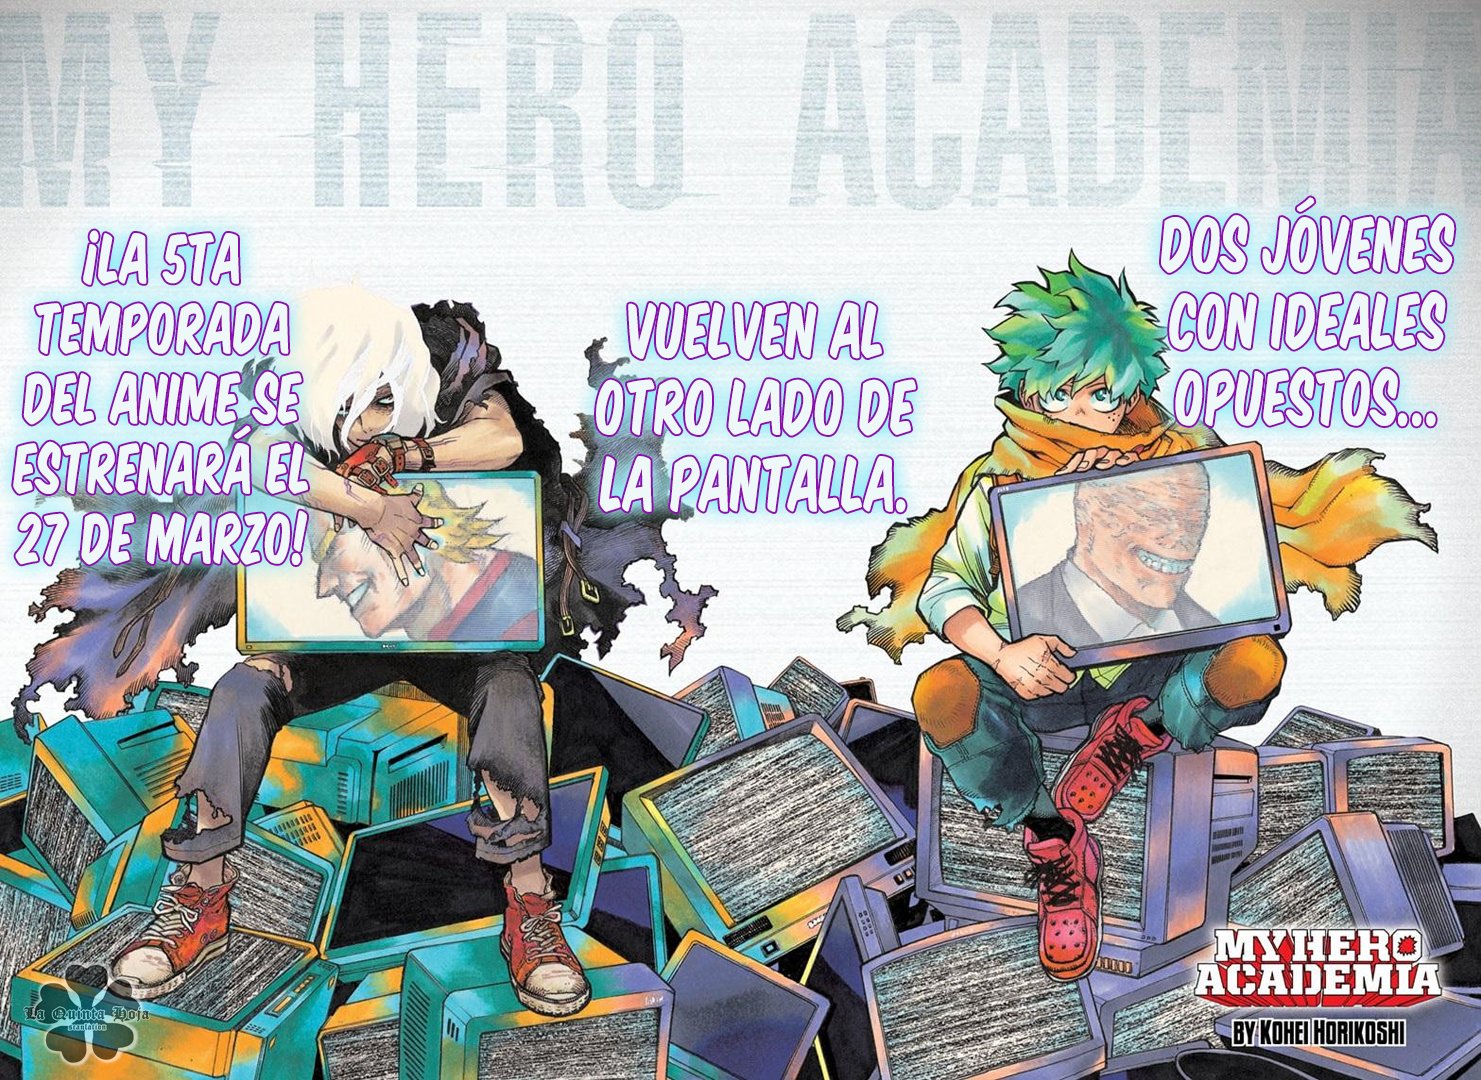 MY HERO ACADEMIA
DOS JÓVENES
CON IDEALES
OPUESTOS...
VUELVEN AL
OTRO LADO DE
LA PANTALLA.
¡LA 5TA
TEMPORADA
DEL ANIME SE
ESTRENARÁ EL
27 DE MARZO!
MY HERO
ACADEMIA
BY KOHEI HORIKOSHI
La Quinta Hoja
scanlation